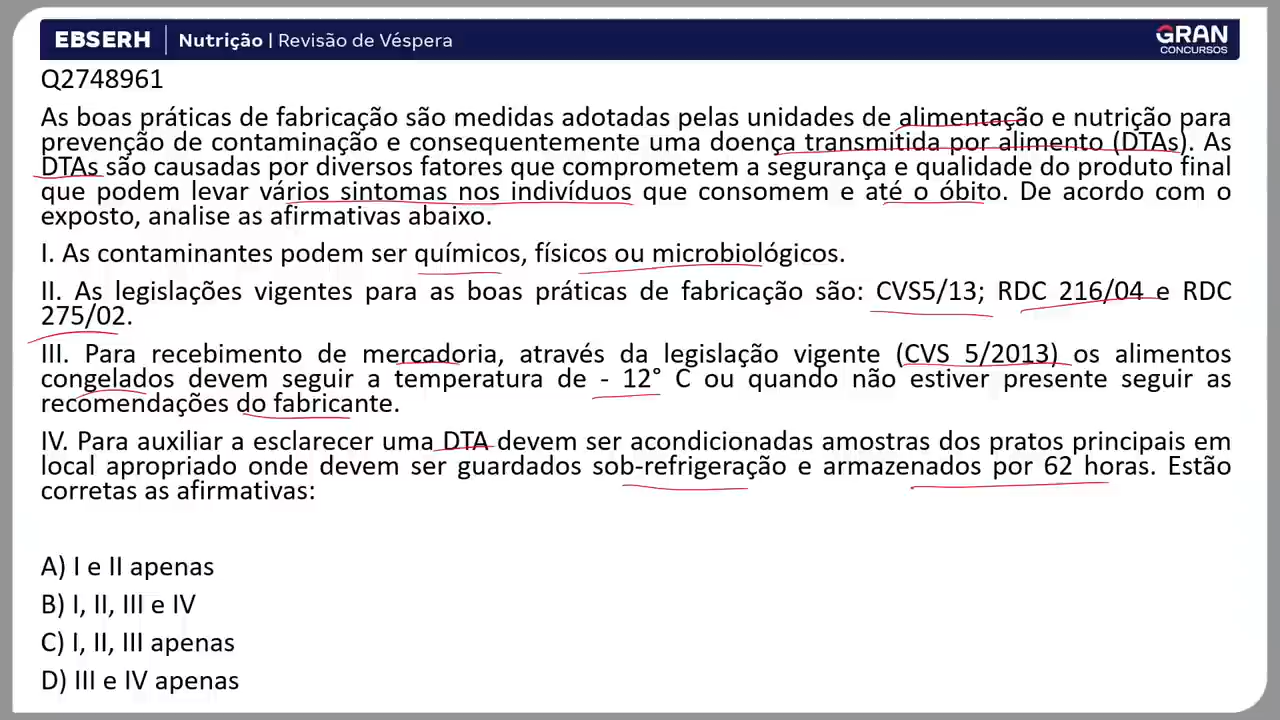 EBSERH | Nutrição | Revisão de Véspera
GRAN
CONCURSOS
Q2748961
As boas práticas de fabricação são medidas adotadas pelas unidades de alimentação e nutrição para
prevenção de contaminação e consequentemente uma doença transmitida por alimento (DTAs). As
DTAs são causadas por diversos fatores que comprometem a segurança e qualidade do produto final
que podem levar vários sintomas nos indivíduos que consomem e até o óbito. De acordo com o
exposto, analise as afirmativas abaixo.
I. As contaminantes podem ser químicos, físicos ou microbiológicos.
II. As legislações vigentes para as boas práticas de fabricação são: CVS5/13; RDC 216/04 e RDC
275/02.
III. Para recebimento de mercadoria, através da legislação vigente (CVS 5/2013) os alimentos
congelados devem seguir a temperatura de - 12° C ou quando não estiver presente seguir as
recomendações do fabricante.
IV. Para auxiliar a esclarecer uma DTA devem ser acondicionadas amostras dos pratos principais em
local apropriado onde devem ser guardados sob-refrigeração e armazenados por 62 horas. Estão
corretas as afirmativas:
A) I e II apenas
B) I, II, III e IV
C) I, II, III apenas
D) III e IV apenas